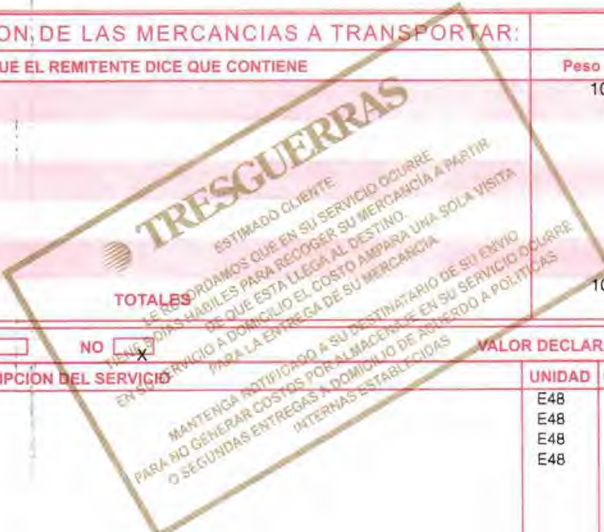 ON DE LAS MERCANCIAS A TRANSPORTAR:
UE EL REMITENTE DICE QUE CONTIENE
Peso
10
TRESGUERRAS
ESTIMADO CLIENTE
LE RECORDAMOS QUE EN SU SERVICIO OCURRE
TIENE DIAS HABILES PARA RECOGER SU MERCANCIA A PARTIR
DE QUE ESTA LLEGA AL DESTINO.
EN SU SERVICIO A DOMICILIO EL COSTO AMPARA UNA SOLA VISITA
PARA LA ENTREGA DE SU MERCANCIA
MANTENGA NOTIFICADO A SU DESTINATARIO DE SU ENVIO
PARA NO GENERAR COSTOS POR ALMACENAJE EN SU SERVICIO OCURRE
O SEGUNDAS ENTREGAS A DOMICILIO DE ACUERDO A POLITICAS
INTERNAS ESTABLECIDAS
TOTALES
10
NO X
VALOR DECLARA
IPCION DEL SERVICIO
UNIDAD
E48
E48
E48
E48